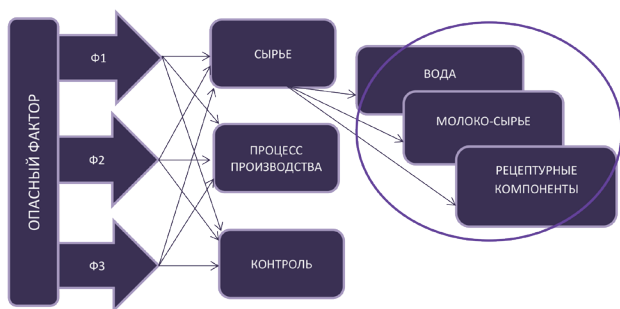 ОПАСНЫЙ ФАКТОР
Ф1
Ф2
Ф3
СЫРЬЕ
ПРОЦЕСС
ПРОИЗВОДСТВА
КОНТРОЛЬ
ВОДА
МОЛОКО-СЫРЬЕ
РЕЦЕПТУРНЫЕ
КОМПОНЕНТЫ